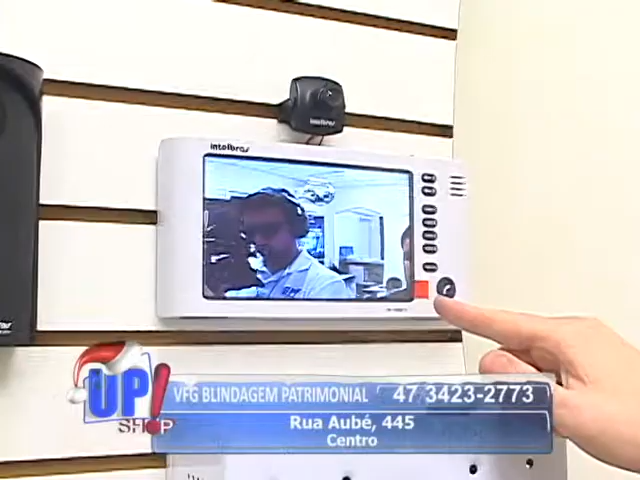 intelbras
intelbras
UP!
SHOP
VFG BLINDAGEM PATRIMONIAL
47 3423-2773
Rua Aubé, 445
Centro